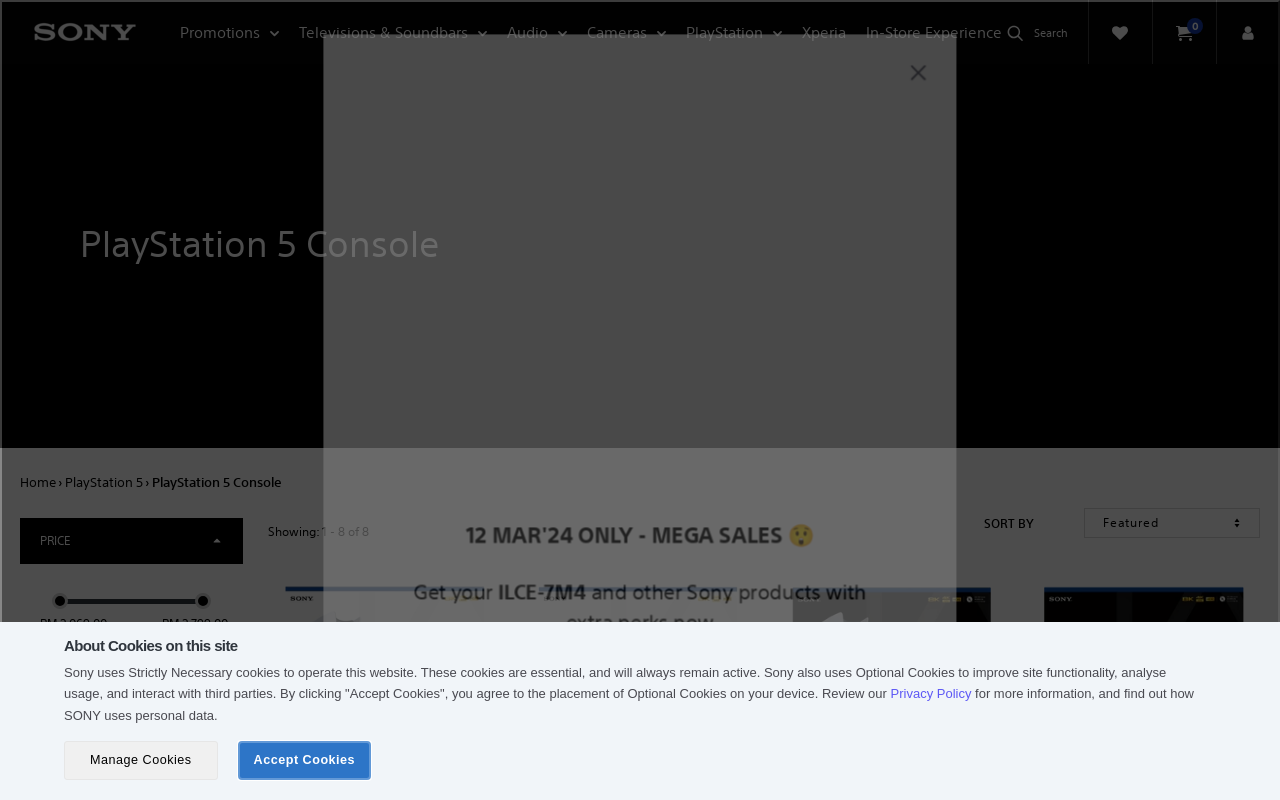 SONY
Promotions
Televisions & Soundbars
Audio
Cameras
PlayStation
Xperia
In-Store Experience
Search
0
PlayStation 5 Console
Home › PlayStation 5 › PlayStation 5 Console
PRICE
Showing: 1 - 8 of 8
SORT BY
Featured
12 MAR'24 ONLY - MEGA SALES 😲
Get your ILCE-7M4 and other Sony products with
extra perks now
SONY
SONY
About Cookies on this site
Sony uses Strictly Necessary cookies to operate this website. These cookies are essential, and will always remain active. Sony also uses Optional Cookies to improve site functionality, analyse
usage, and interact with third parties. By clicking "Accept Cookies", you agree to the placement of Optional Cookies on your device. Review our Privacy Policy for more information, and find out how
SONY uses personal data.
Manage Cookies
Accept Cookies